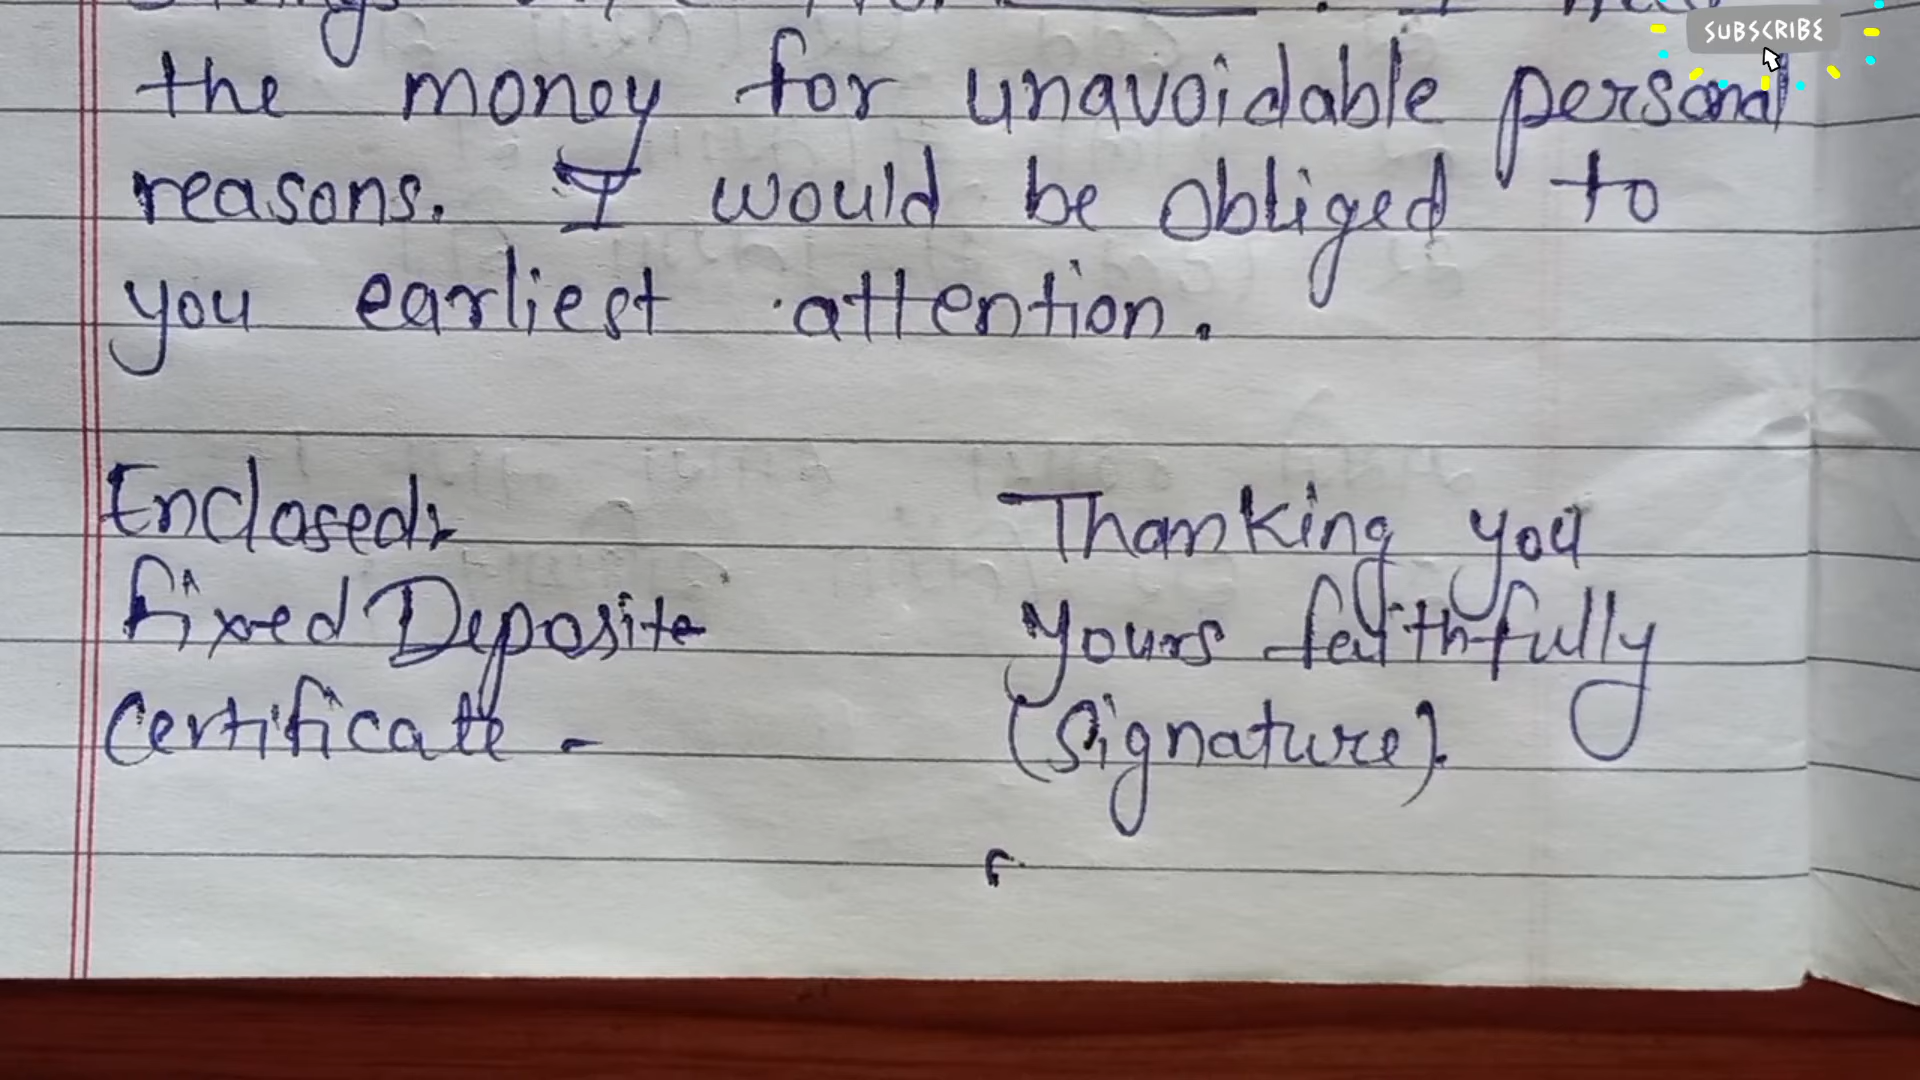 SUBSCRIBE
the money for unavoidable personal
reasons. I would be obliged to
you earliest attention.
Enclosed:
Fixed Deposite
Certificate -
Thanking you
Yours faithfully
(Signature).